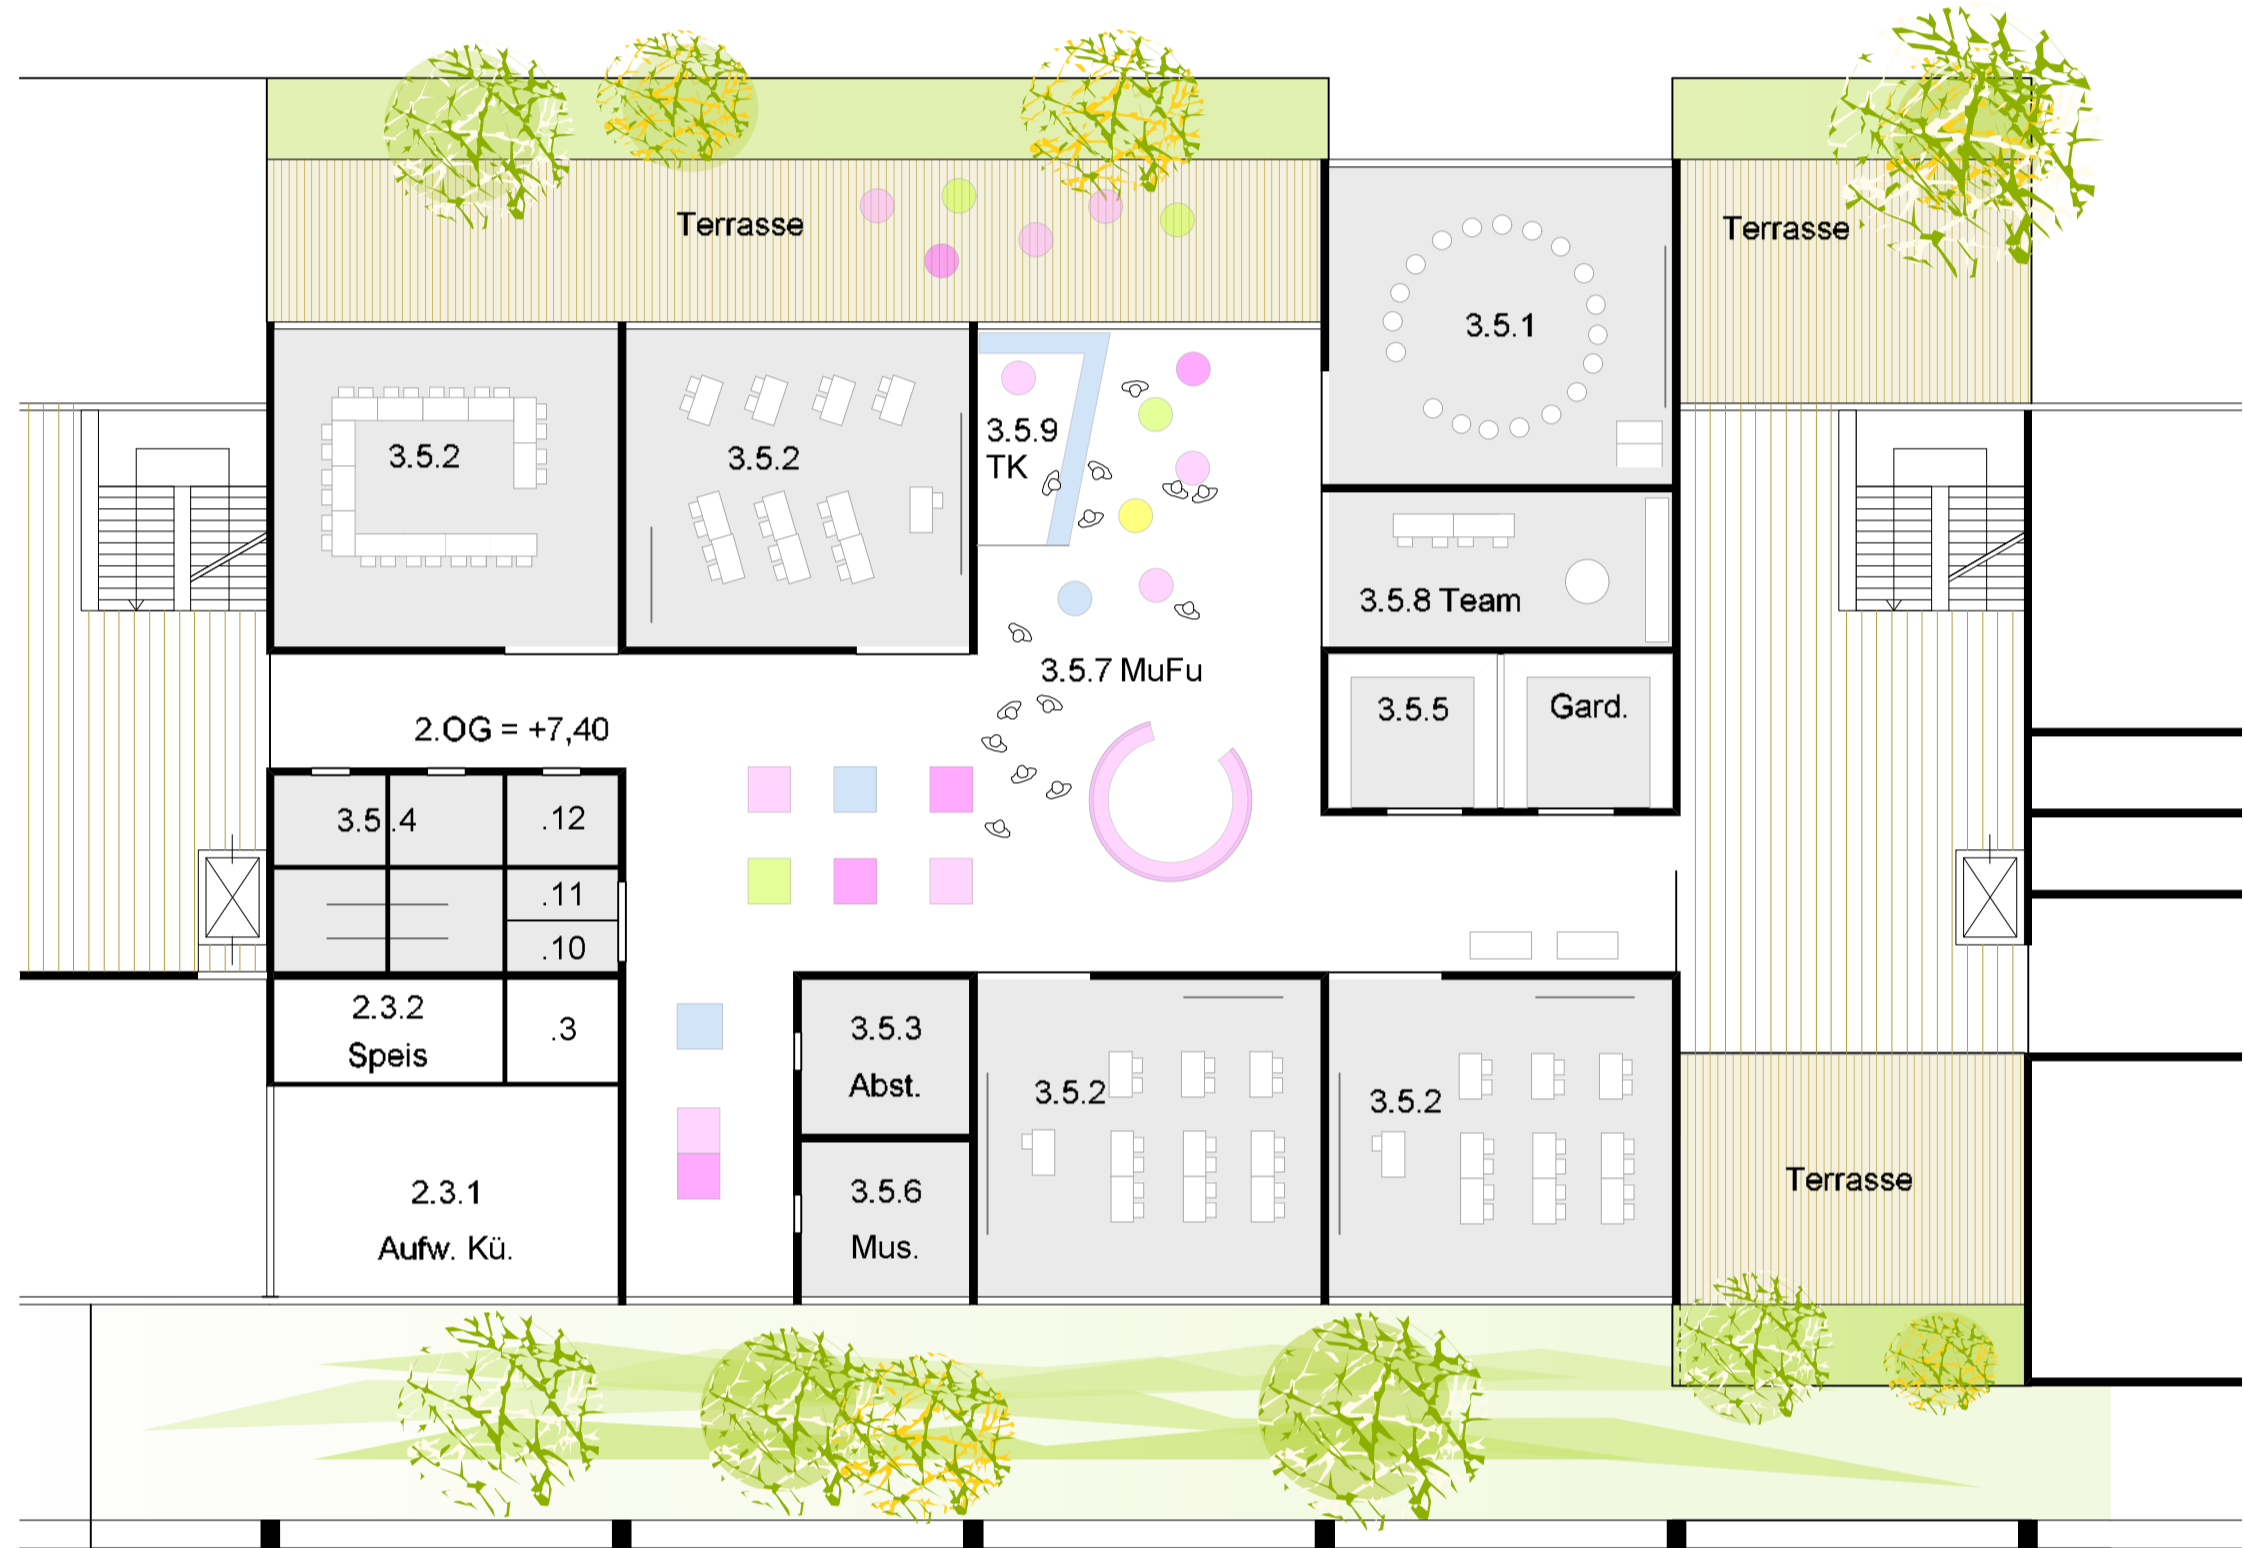 Terrasse
Terrasse
3.5.1
3.5.9
TK
3.5.2
3.5.2
3.5.8 Team
3.5.7 MuFu
3.5.5
Gard.
2.OG = +7,40
3.5.4
.12
.11
.10
2.3.2
Speis
.3
3.5.3
Abst.
3.5.2
3.5.2
2.3.1
Aufw. Kü.
3.5.6
Mus.
Terrasse